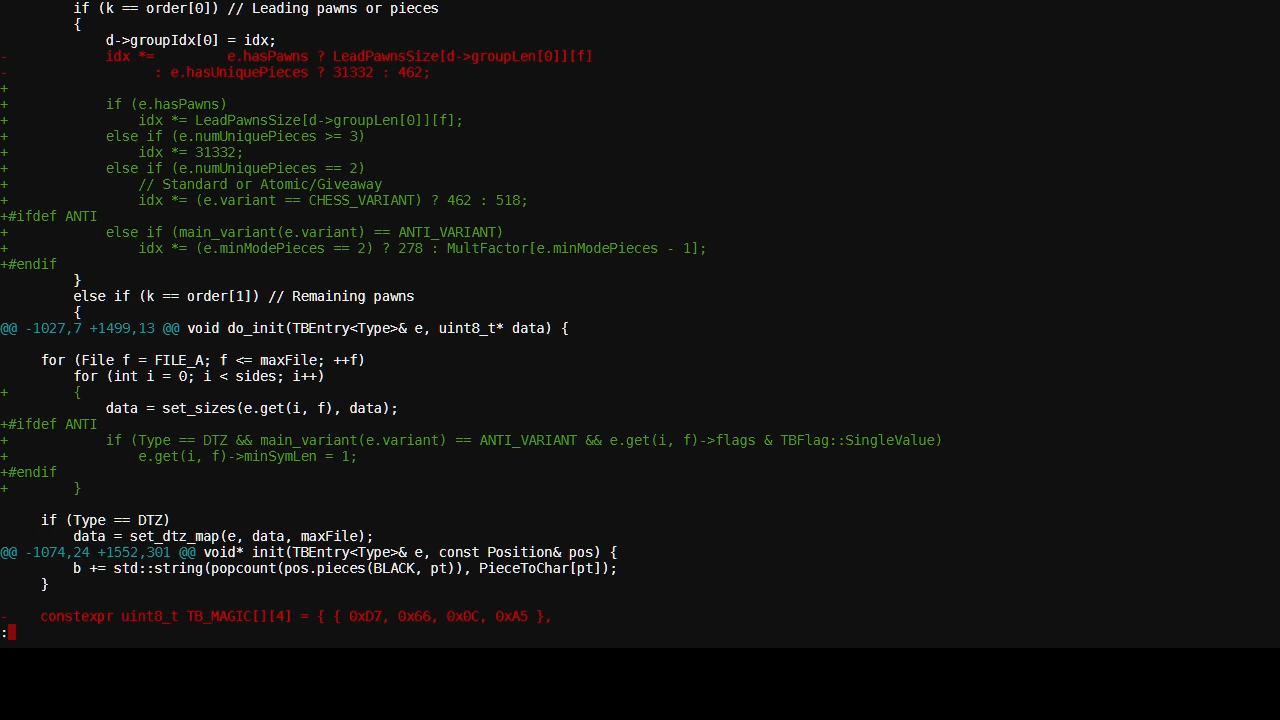 if (k == order[0]) // Leading pawns or pieces
         {
             d->groupIdx[0] = idx;
-            idx *=         e.hasPawns ? LeadPawnsSize[d->groupLen[0]][f]
-                  : e.hasUniquePieces ? 31332 : 462;
+
+            if (e.hasPawns)
+                idx *= LeadPawnsSize[d->groupLen[0]][f];
+            else if (e.numUniquePieces >= 3)
+                idx *= 31332;
+            else if (e.numUniquePieces == 2)
+                // Standard or Atomic/Giveaway
+                idx *= (e.variant == CHESS_VARIANT) ? 462 : 518;
+#ifdef ANTI
+            else if (main_variant(e.variant) == ANTI_VARIANT)
+                idx *= (e.minModePieces == 2) ? 278 : MultFactor[e.minModePieces - 1];
+#endif
         }
         else if (k == order[1]) // Remaining pawns
         {
@@ -1027,7 +1499,13 @@ void do_init(TBEntry<Type>& e, uint8_t* data) {

     for (File f = FILE_A; f <= maxFile; ++f)
         for (int i = 0; i < sides; i++)
+        {
             data = set_sizes(e.get(i, f), data);
+#ifdef ANTI
+            if (Type == DTZ && main_variant(e.variant) == ANTI_VARIANT && e.get(i, f)->flags & TBFlag::SingleValue)
+                e.get(i, f)->minSymLen = 1;
+#endif
+        }

     if (Type == DTZ)
         data = set_dtz_map(e, data, maxFile);
@@ -1074,24 +1552,301 @@ void* init(TBEntry<Type>& e, const Position& pos) {
         b += std::string(popcount(pos.pieces(BLACK, pt)), PieceToChar[pt]);
     }

-    constexpr uint8_t TB_MAGIC[][4] = { { 0xD7, 0x66, 0x0C, 0xA5 },
: